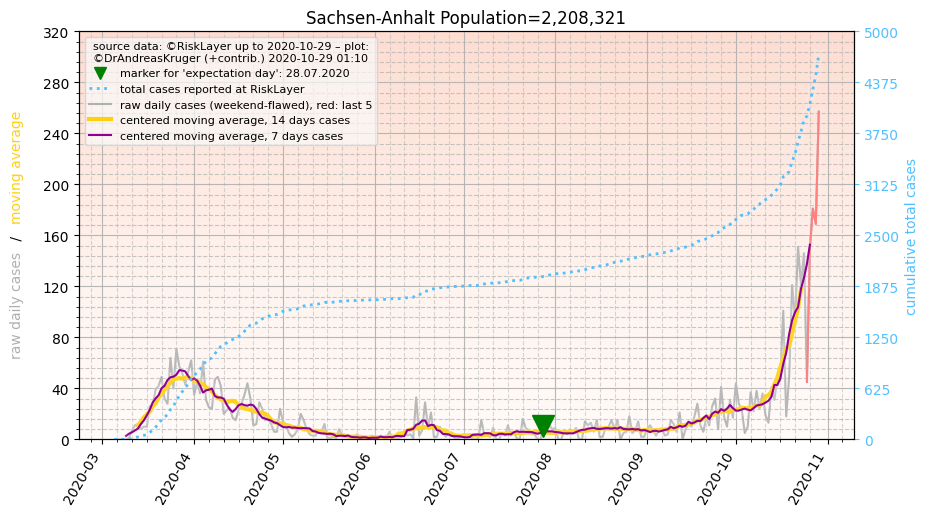 Sachsen-Anhalt Population=2,208,321
source data: ©RiskLayer up to 2020-10-29 – plot:
©DrAndreasKruger (+contrib.) 2020-10-29 01:10
marker for 'expectation day': 28.07.2020
total cases reported at RiskLayer
raw daily cases (weekend-flawed), red: last 5
centered moving average, 14 days cases
centered moving average, 7 days cases
raw daily cases / moving average
320
280
240
200
160
120
80
40
0
5000
4375
3750
3125
2500
1875
1250
625
0
cumulative total cases
2020-03
2020-04
2020-05
2020-06
2020-07
2020-08
2020-09
2020-10
2020-11